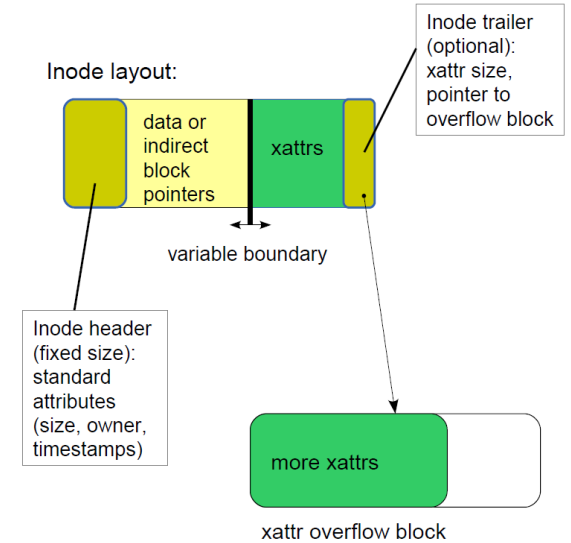 Inode trailer
(optional):
xattr size,
pointer to
overflow block
Inode layout:
data or
indirect
block
pointers
xattrs
variable boundary
Inode header
(fixed size):
standard
attributes
(size, owner,
timestamps)
more xattrs
xattr overflow block